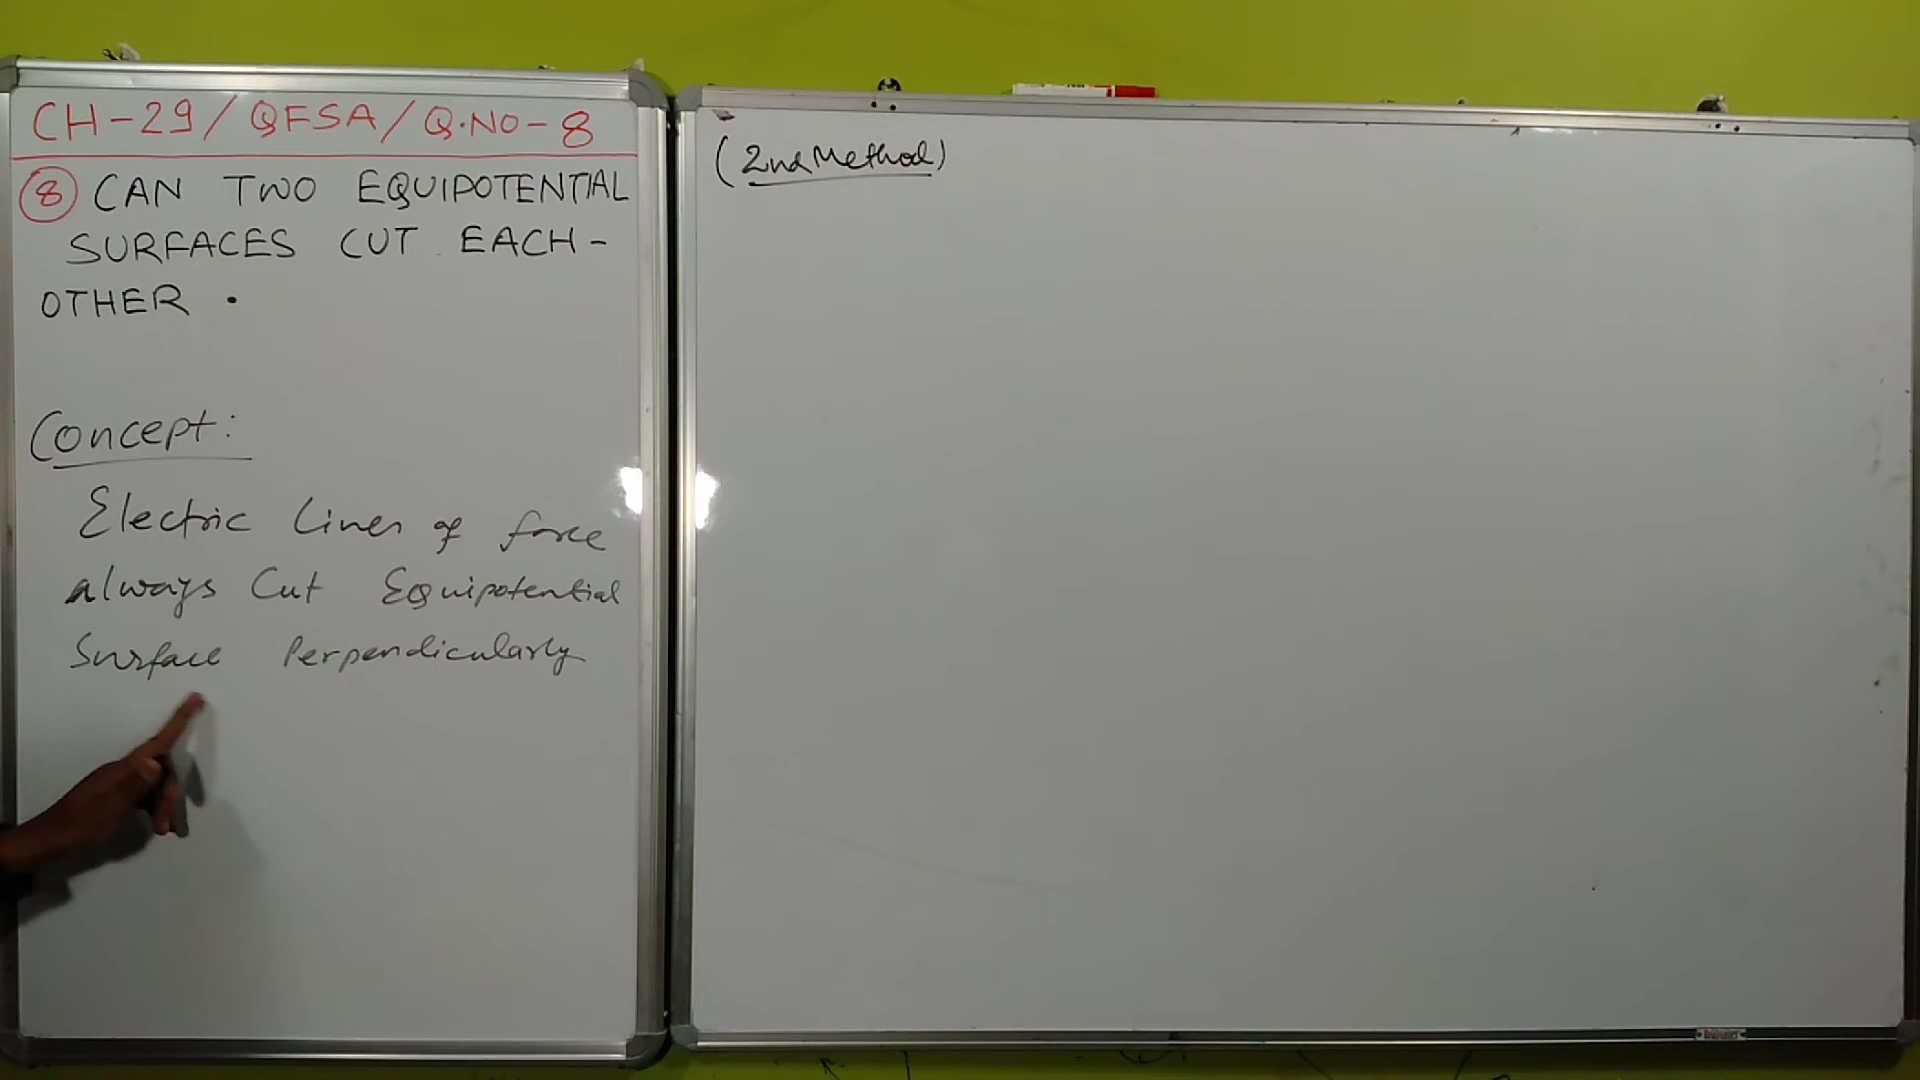 CH-29/QFSA/Q.NO-8
8 CAN TWO EQUIPOTENTIAL
SURFACES CUT EACH-
OTHER.
Concept:
Electric Lines of force
always Cut Equipotential
Surface Perpendicularly
(2nd Method)